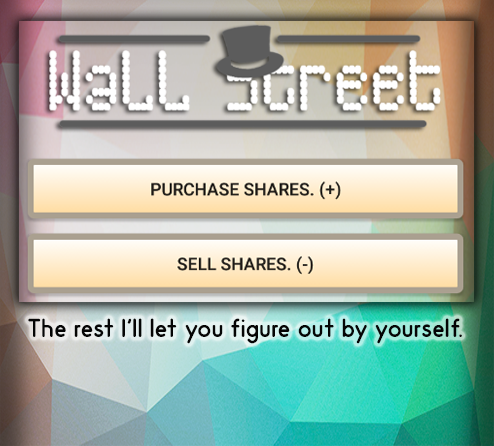 Wall Street
PURCHASE SHARES. (+)
SELL SHARES. (-)
The rest I'll let you figure out by yourself.